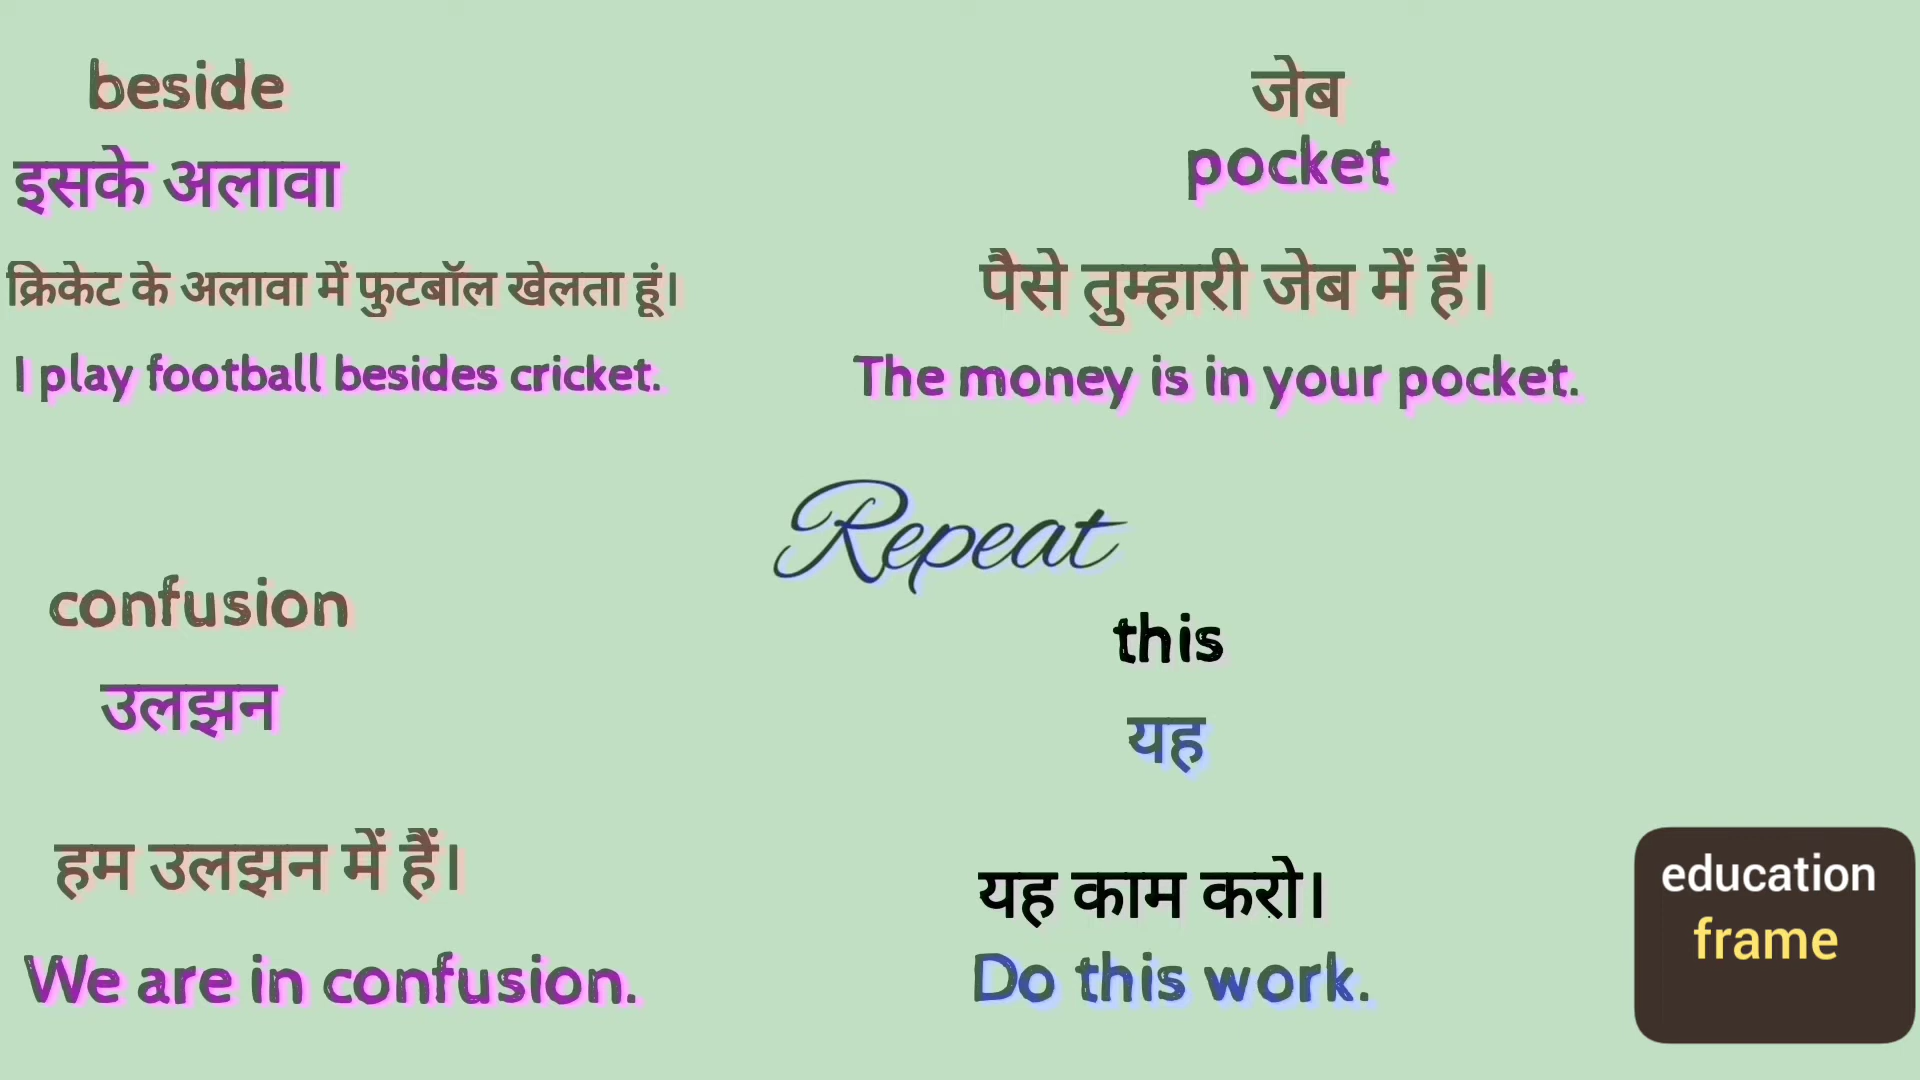 beside
इसके अलावा
क्रिकेट के अलावा में फुटबॉल खेलता हूं।
I play football besides cricket.
जेब
pocket
पैसे तुम्हारी जेब में हैं।
The money is in your pocket.
Repeat
confusion
उलझन
हम उलझन में हैं।
We are in confusion.
this
यह
यह काम करो।
Do this work.
education
frame